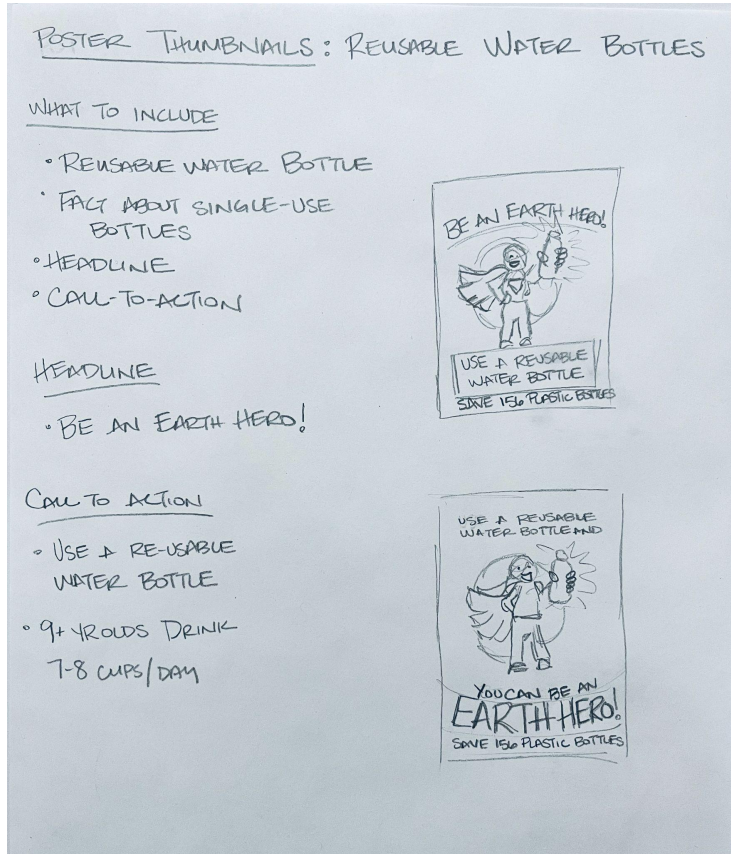 POSTER THUMBNAILS: REUSABLE WATER BOTTLES
WHAT TO INCLUDE
• REUSABLE WATER BOTTLE
• FACT ABOUT SINGLE-USE
BOTTLES
• HEADLINE
• CALL-TO-ACTION
HEADLINE
• BE AN EARTH HERO!
CALL TO ACTION
• USE A RE-USABLE
WATER BOTTLE
• 9+ YR OLDS DRINK
7-8 CUPS/DAY
BE AN EARTH HERO!
USE A REUSABLE
WATER BOTTLE
SAVE 156 PLASTIC BOTTLES
USE A REUSABLE
WATER BOTTLE AND
YOU CAN BE AN
EARTH HERO!
SAVE 156 PLASTIC BOTTLES